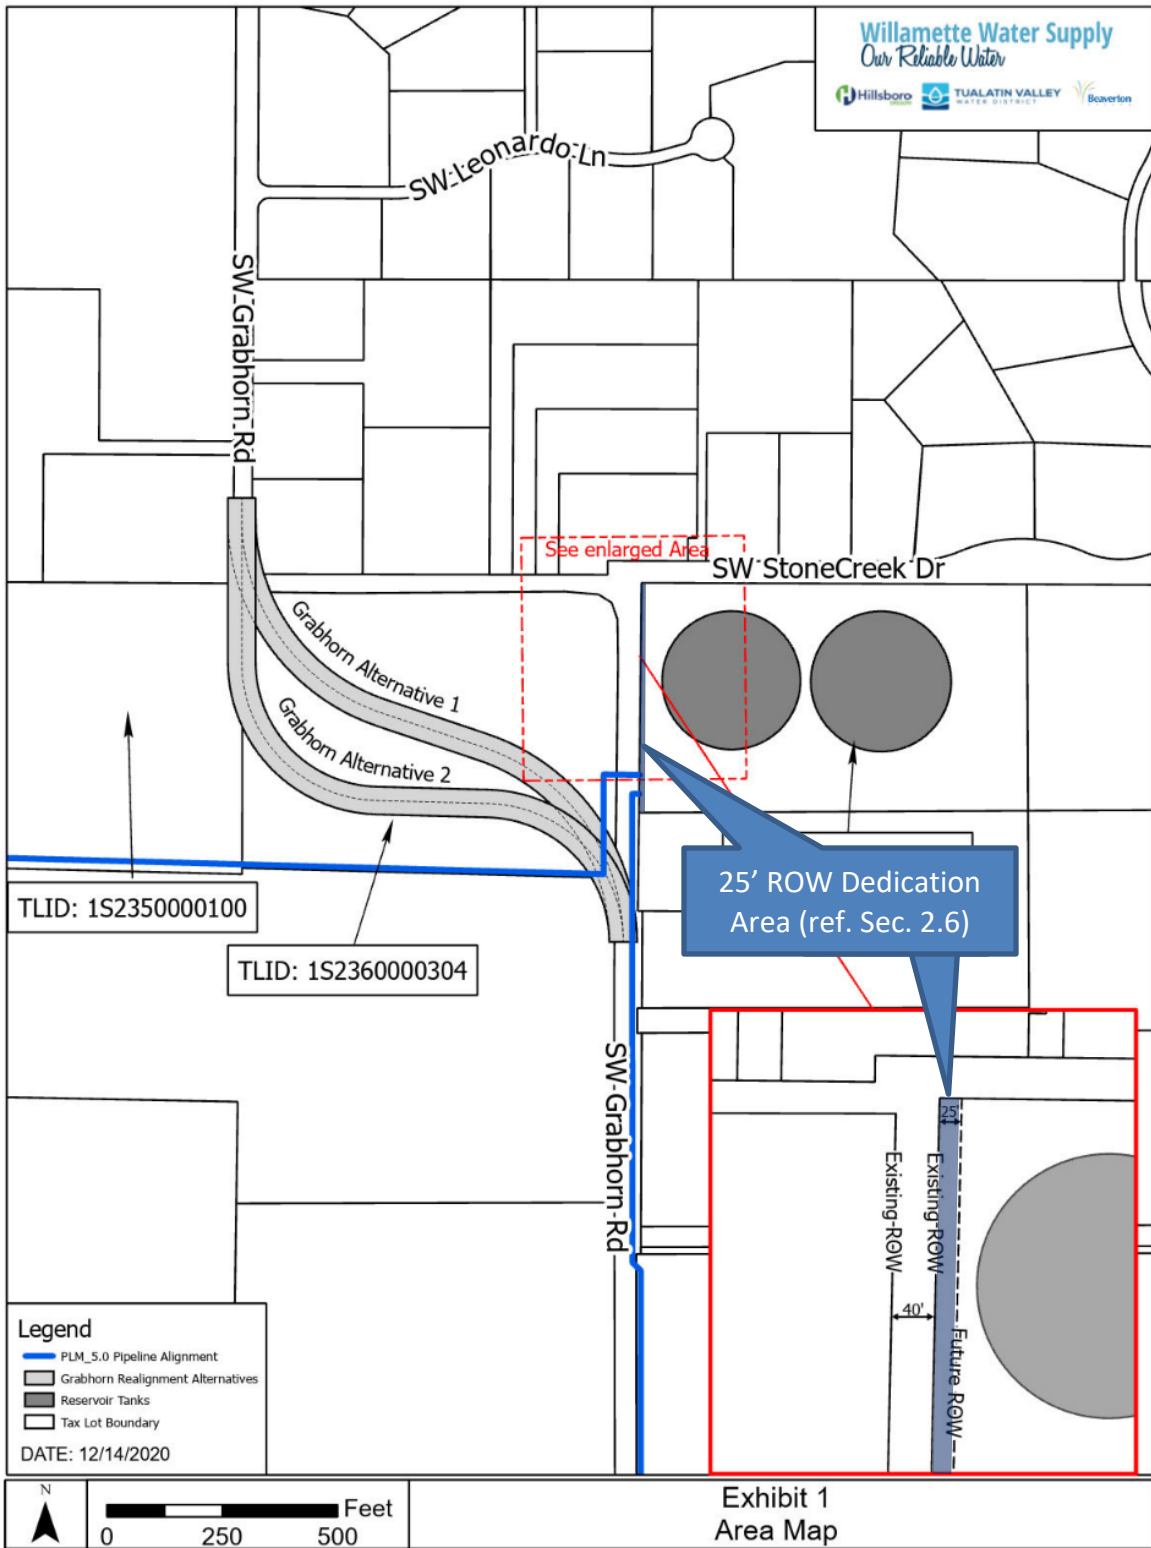 Willamette Water Supply
Our Reliable Water
Hillsboro
TUALATIN VALLEY
WATER DISTRICT
Beaverton
SW Leonardo Ln
SW Grabhorn Rd
See enlarged Area
SW StoneCreek Dr
Grabhorn Alternative 1
Grabhorn Alternative 2
25' ROW Dedication
Area (ref. Sec. 2.6)
TLID: 1S2350000100
TLID: 1S2360000304
SW Grabhorn Rd
25'
Existing ROW
Existing ROW
40'
Future ROW
Legend
PLM_5.0 Pipeline Alignment
Grabhorn Realignment Alternatives
Reservoir Tanks
Tax Lot Boundary
DATE: 12/14/2020
N
Feet
0 250 500
Exhibit 1
Area Map